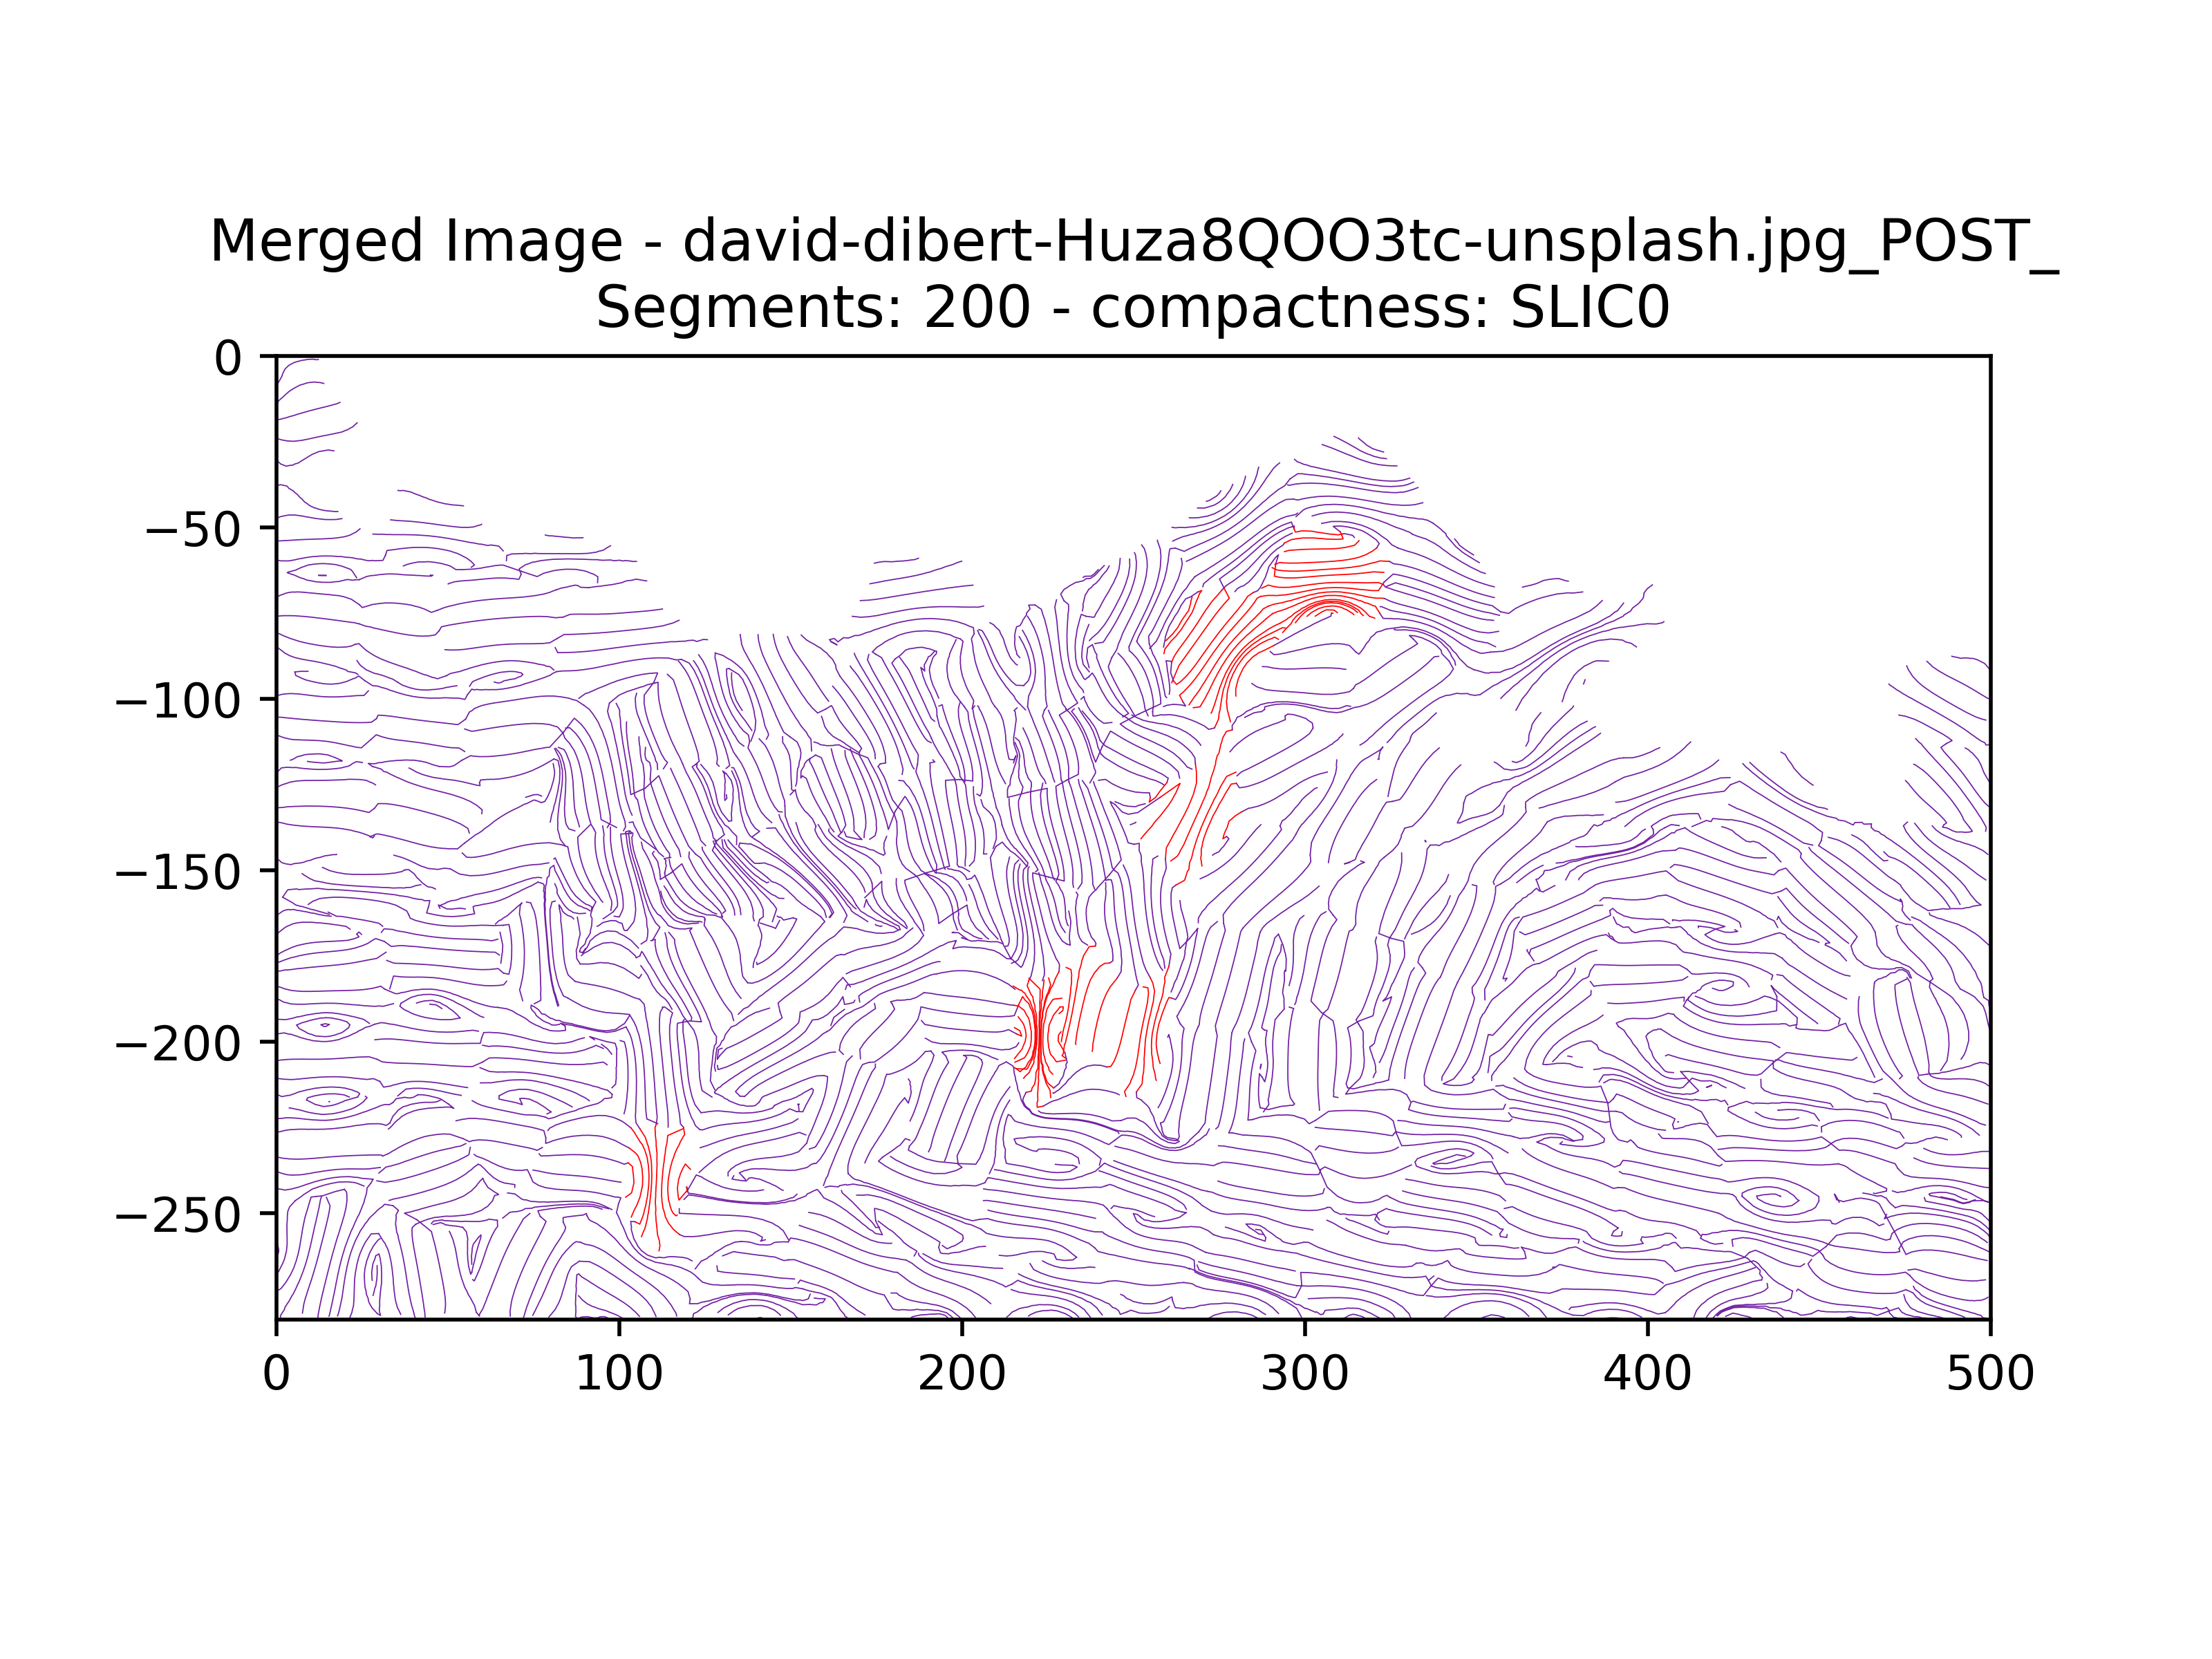 Merged Image - david-dibert-Huza8QOO3tc-unsplash.jpg_POST_
Segments: 200 - compactness: SLIC0
0
−50
−100
−150
−200
−250
0 100 200 300 400 500